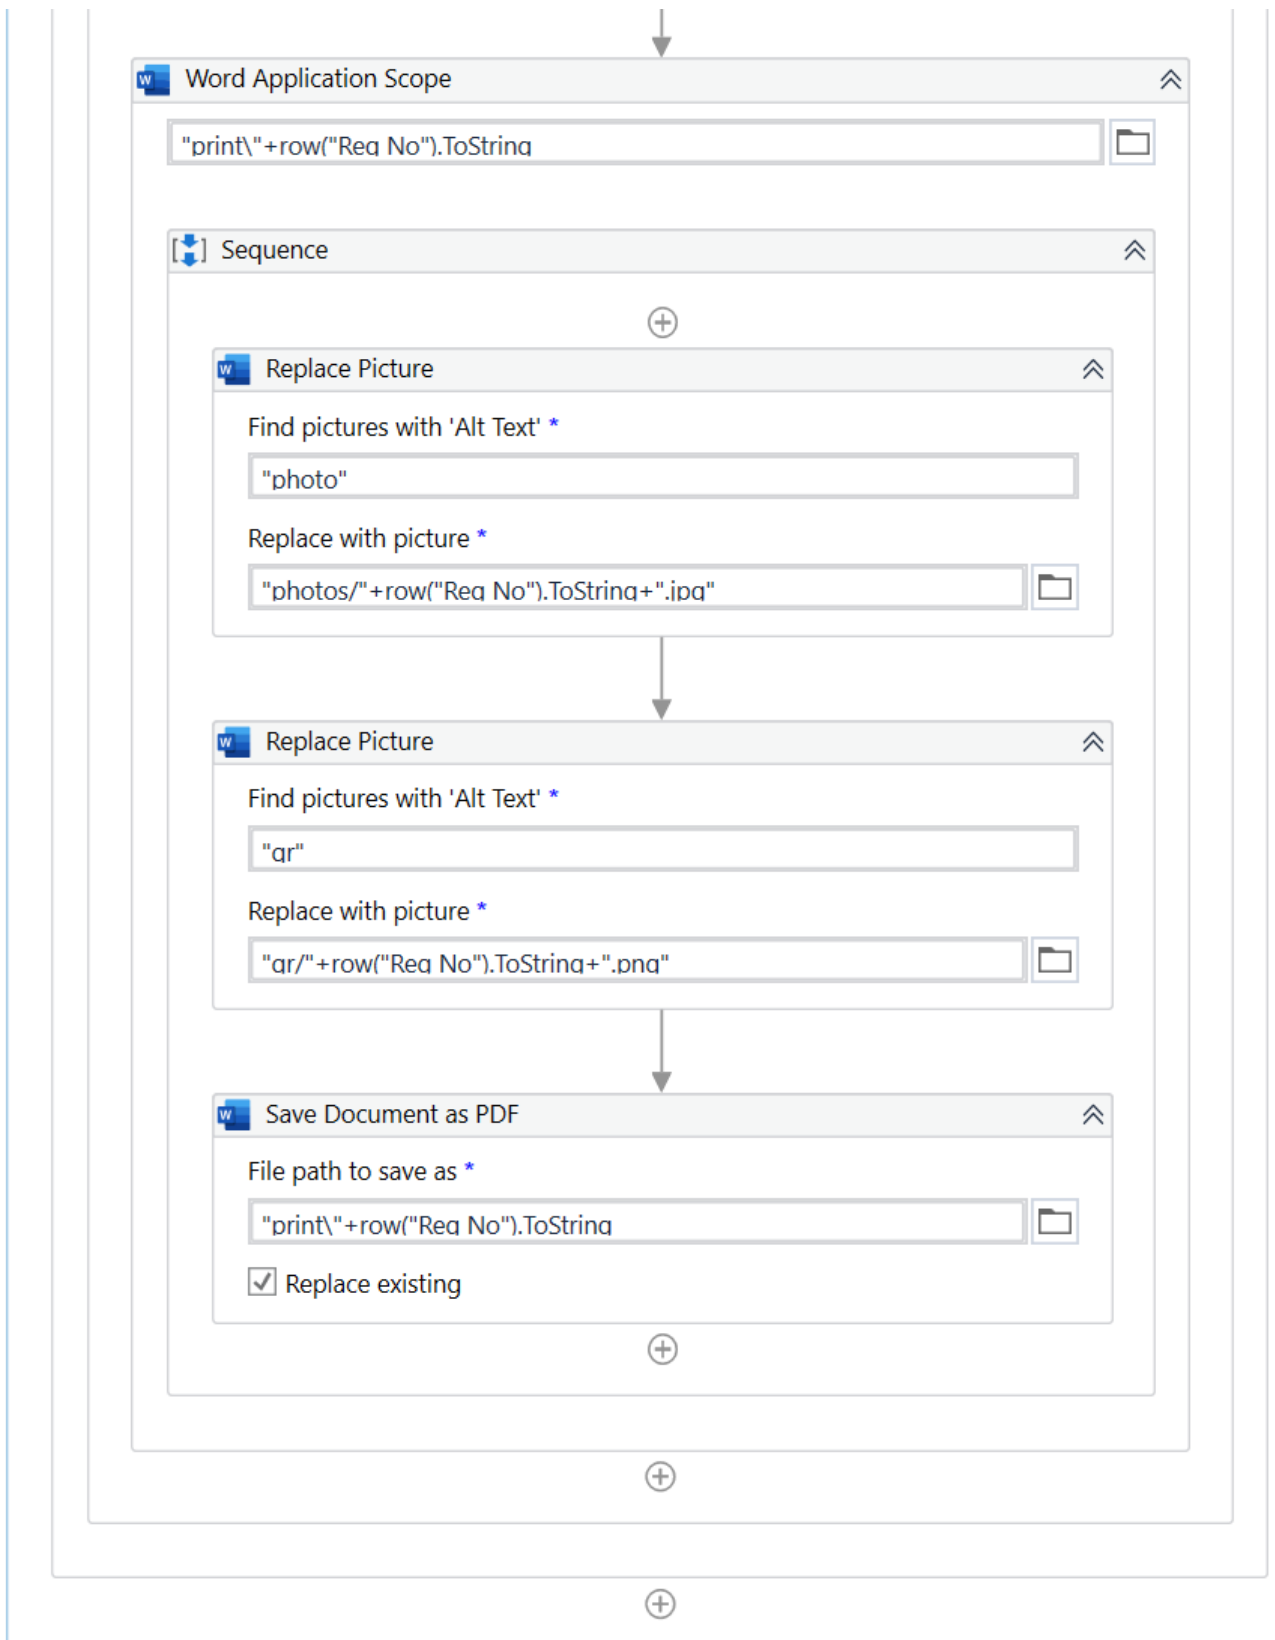 Word Application Scope
"print\"+row("Reg No").ToString
Sequence
Replace Picture
Find pictures with 'Alt Text' *
"photo"
Replace with picture *
"photos/"+row("Reg No").ToString+".jpg"
Replace Picture
Find pictures with 'Alt Text' *
"qr"
Replace with picture *
"qr/"+row("Reg No").ToString+".png"
Save Document as PDF
File path to save as *
"print\"+row("Reg No").ToString
Replace existing